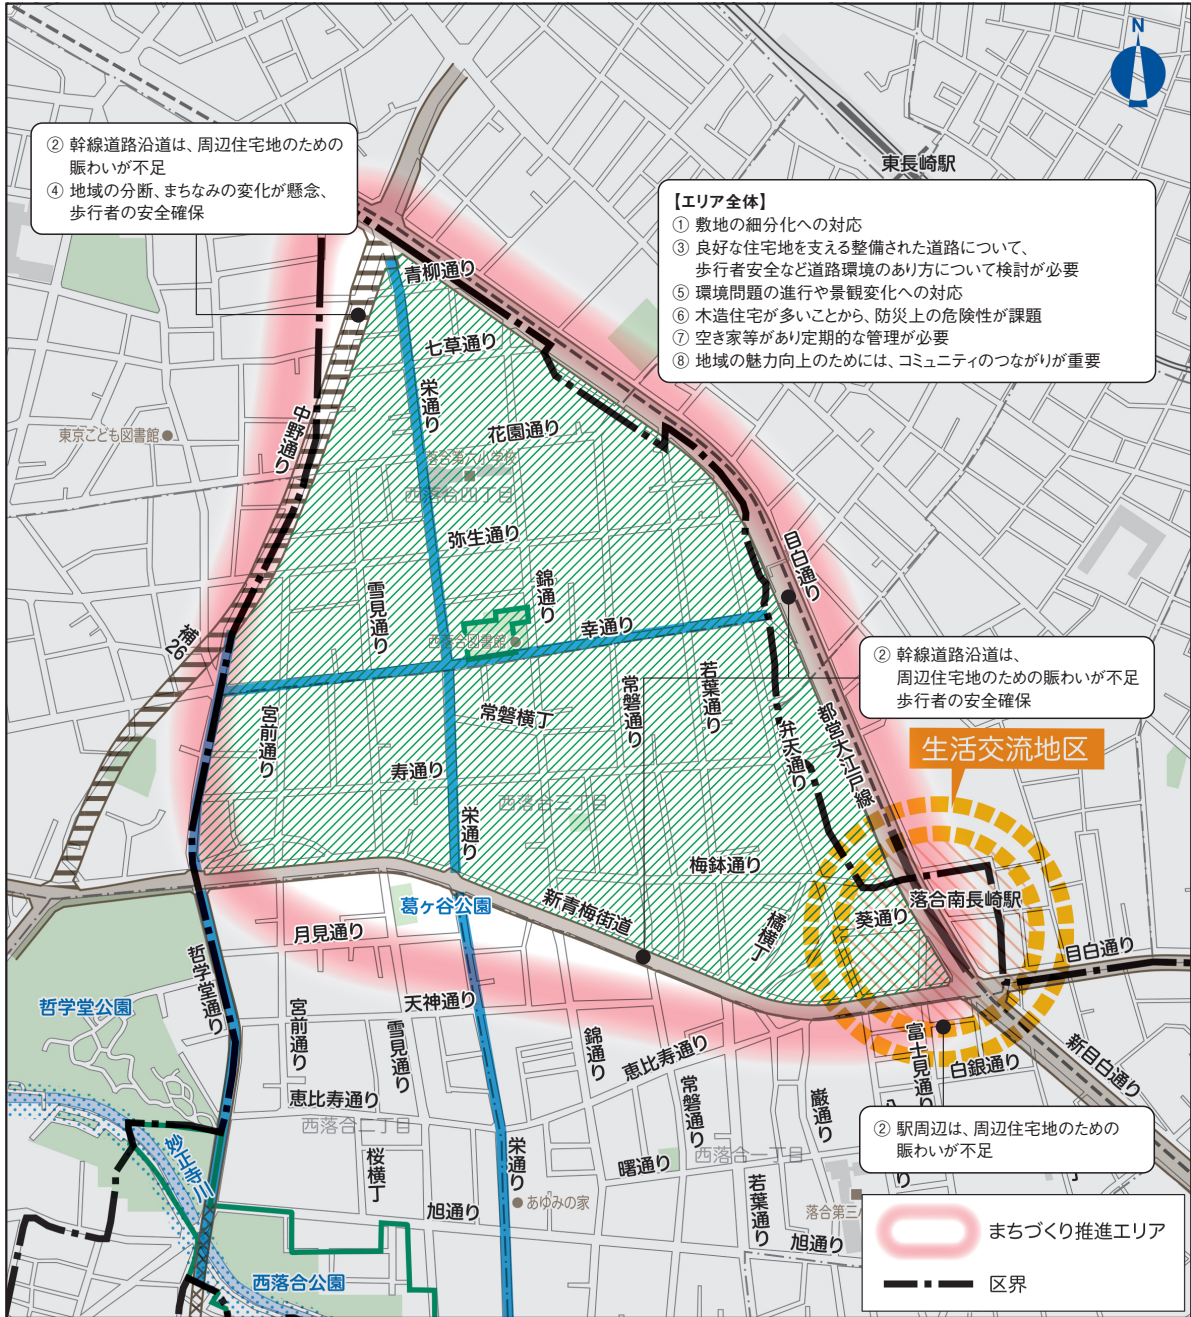 N
東長崎駅
② 幹線道路沿道は、周辺住宅地のための
賑わいが不足
④ 地域の分断、まちなみの変化が懸念、
歩行者の安全確保
【エリア全体】
① 敷地の細分化への対応
③ 良好な住宅地を支える整備された道路について、
歩行者安全など道路環境のあり方について検討が必要
⑤ 環境問題の進行や景観変化への対応
⑥ 木造住宅が多いことから、防災上の危険性が課題
⑦ 空き家等があり定期的な管理が必要
⑧ 地域の魅力向上のためには、コミュニティのつながりが重要
青柳通り
七草通り
栄通り
中野通り
東京こども図書館
花園通り
落合第六小学校
西落合四丁目
弥生通り
目白通り
雪見通り
錦通り
幸通り
西落合図書館
補26
② 幹線道路沿道は、
周辺住宅地のための賑わいが不足
歩行者の安全確保
若葉通り
常磐通り
宮前通り
常磐横丁
弁天通り
都営大江戸線
生活交流地区
寿通り
西落合三丁目
栄通り
梅鉢通り
落合南長崎駅
葛ヶ谷公園
新青梅街道
橘横丁
葵通り
月見通り
目白通り
哲学堂通り
哲学堂公園
天神通り
宮前通り
雪見通り
錦通り
恵比寿通り
富士見通り
白銀通り
新目白通り
常磐通り
巌通り
恵比寿通り
西落合二丁目
② 駅周辺は、周辺住宅地のための
賑わいが不足
妙正寺川
桜横丁
栄通り
曙通り
西落合一丁目
若葉通り
あゆみの家
旭通り
落合第三小
旭通り
西落合公園
まちづくり推進エリア
区界